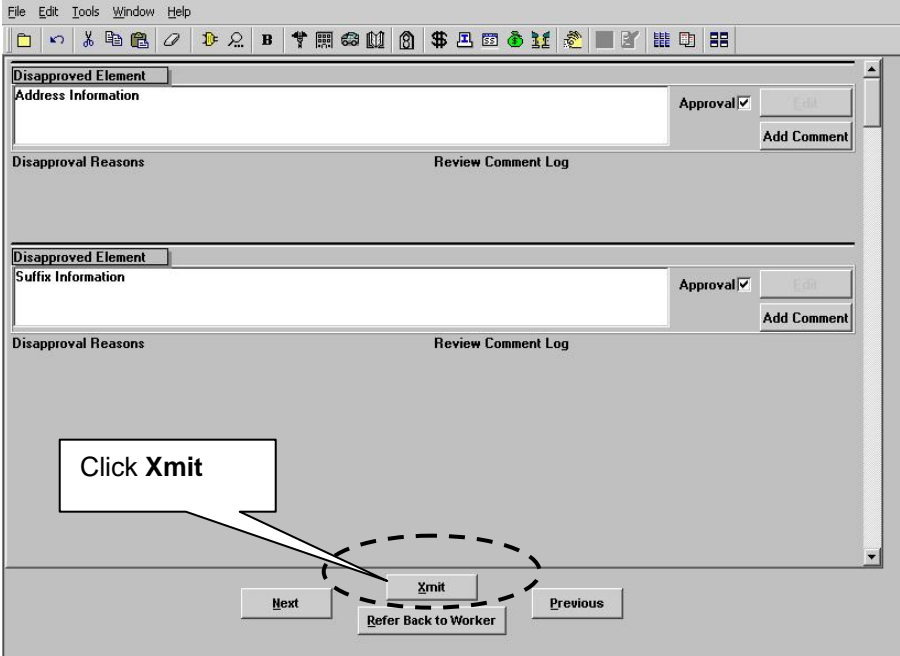 File Edit Tools Window Help
B $ SS
Disapproved Element
Address Information
Approval Edit
Add Comment
Disapproval Reasons Review Comment Log
Disapproved Element
Suffix Information
Approval Edit
Add Comment
Disapproval Reasons Review Comment Log
Click Xmit
Xmit
Next Previous
Refer Back to Worker